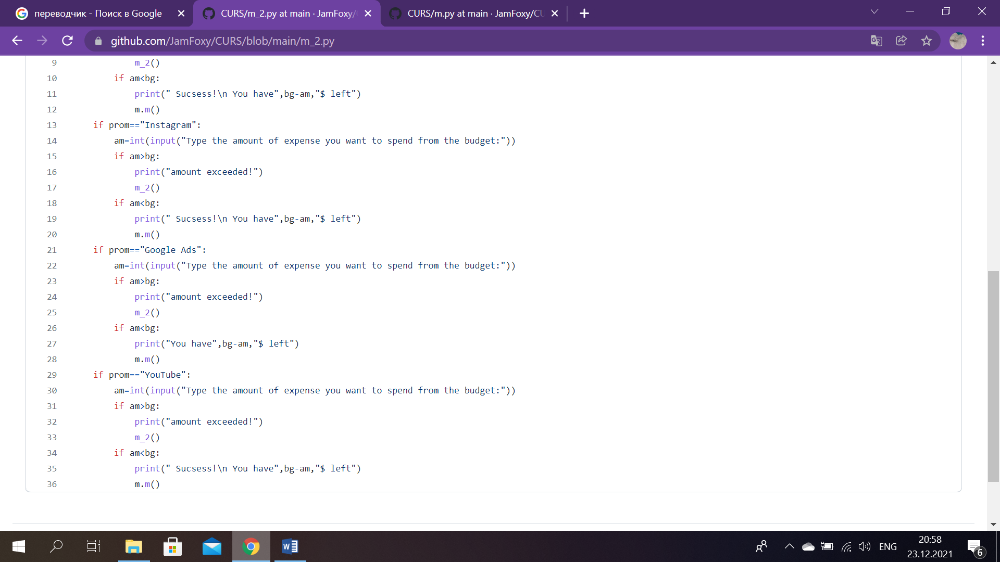 переводчик - Поиск в Google
CURS/m_2.py at main · JamFoxy/
CURS/m.py at main · JamFoxy/CU
github.com/JamFoxy/CURS/blob/main/m_2.py
9 m_2()
10 if am<bg:
11 print(" Sucsess!\n You have",bg-am,"$ left")
12 m.m()
13 if prom=="Instagram":
14 am=int(input("Type the amount of expense you want to spend from the budget:"))
15 if am>bg:
16 print("amount exceeded!")
17 m_2()
18 if am<bg:
19 print(" Sucsess!\n You have",bg-am,"$ left")
20 m.m()
21 if prom=="Google Ads":
22 am=int(input("Type the amount of expense you want to spend from the budget:"))
23 if am>bg:
24 print("amount exceeded!")
25 m_2()
26 if am<bg:
27 print("You have",bg-am,"$ left")
28 m.m()
29 if prom=="YouTube":
30 am=int(input("Type the amount of expense you want to spend from the budget:"))
31 if am>bg:
32 print("amount exceeded!")
33 m_2()
34 if am<bg:
35 print(" Sucsess!\n You have",bg-am,"$ left")
36 m.m()
ENG
20:58
23.12.2021
6